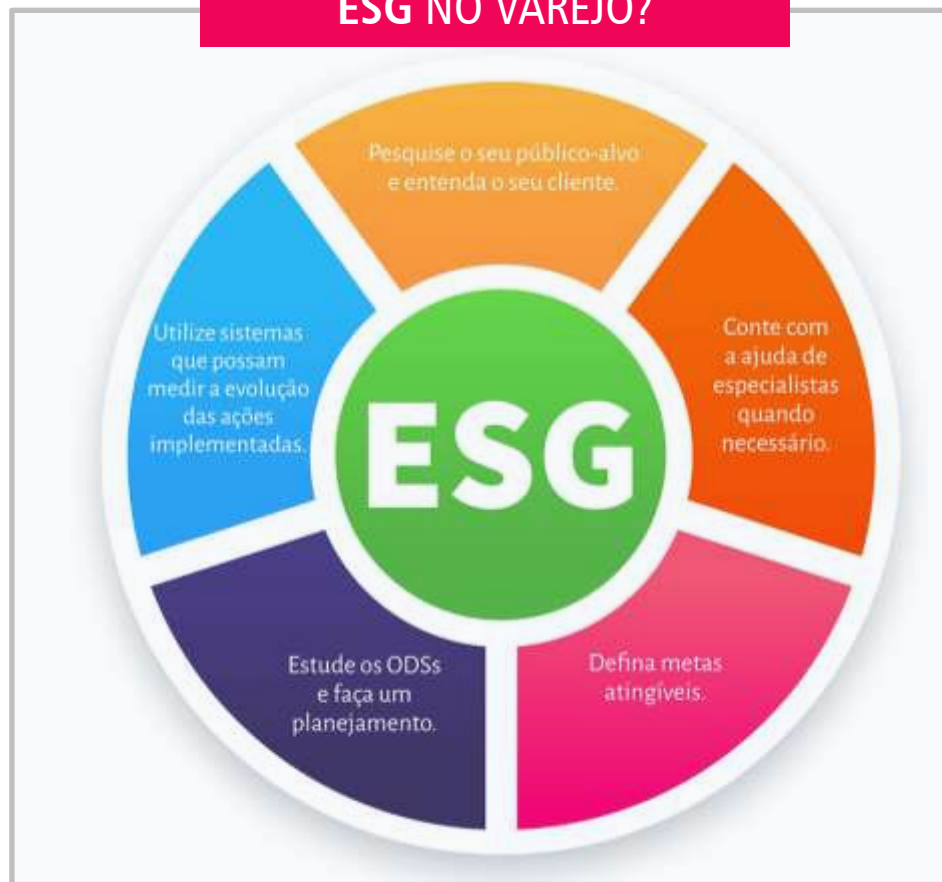 ESG NO VAREJO?
Pesquise o seu público-alvo
e entenda o seu cliente.
Conte com
a ajuda de
especialistas
quando
necessário.
Defina metas
atingíveis.
Estude os ODSs
e faça um
planejamento.
Utilize sistemas
que possam
medir a evolução
das ações
implementadas.
ESG